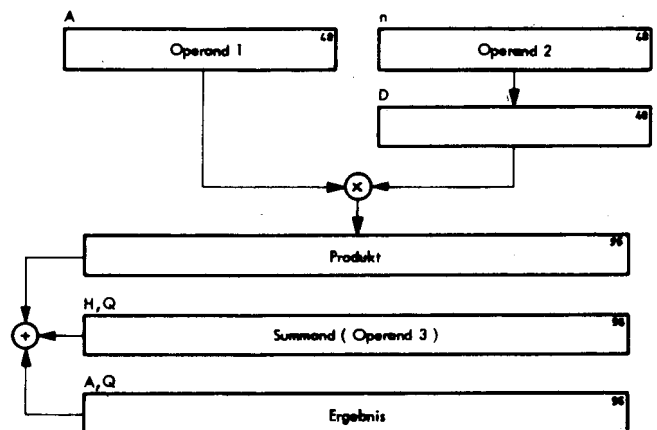 A
n
Operand 1
48
Operand 2
48
D
48
×
Produkt
96
H,Q
+
Summand ( Operand 3 )
96
A,Q
Ergebnis
96